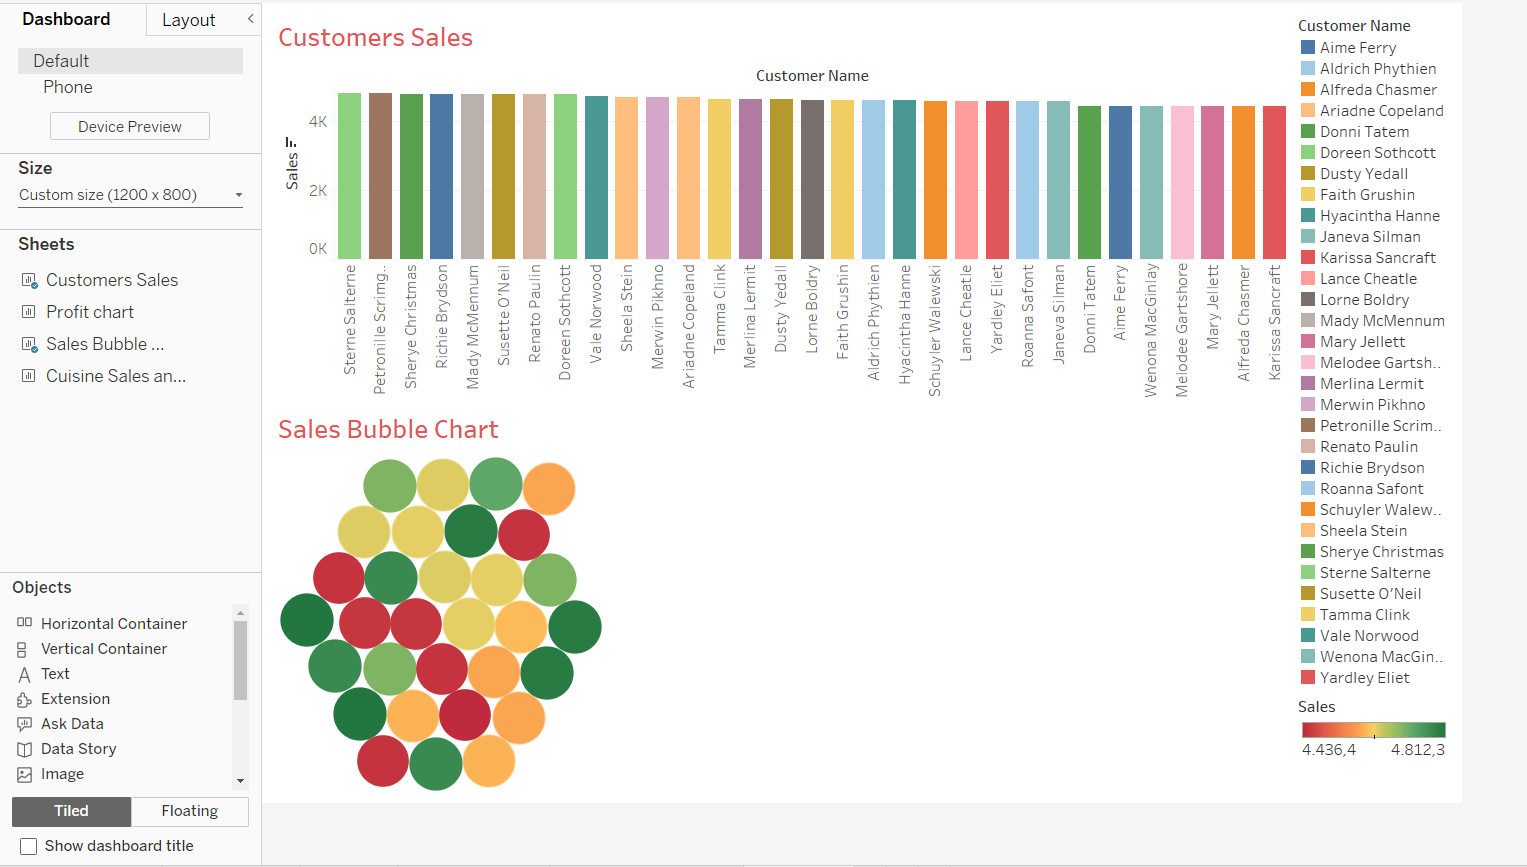 Dashboard
Layout
Default
Phone
Device Preview
Size
Custom size (1200 x 800)
Sheets
Customers Sales
Profit chart
Sales Bubble ...
Cuisine Sales an...
Objects
Horizontal Container
Vertical Container
Text
Extension
Ask Data
Data Story
Image
Tiled
Floating
Show dashboard title
Customers Sales
Customer Name
Sales
4K
2K
0K
Sterne Salterne
Petronille Scrimg..
Sherye Christmas
Richie Brydson
Mady McMennum
Susette O'Neil
Renato Paulin
Doreen Sothcott
Vale Norwood
Sheela Stein
Merwin Pikhno
Ariadne Copeland
Tamma Clink
Merlina Lermit
Dusty Yedall
Lorne Boldry
Faith Grushin
Aldrich Phythien
Hyacintha Hanne
Schuyler Walewski
Lance Cheatle
Yardley Eliet
Roanna Safont
Janeva Silman
Donni Tatem
Aime Ferry
Wenona MacGinlay
Melodee Gartshore
Mary Jellett
Alfreda Chasmer
Karissa Sancraft
Sales Bubble Chart
Customer Name
Aime Ferry
Aldrich Phythien
Alfreda Chasmer
Ariadne Copeland
Donni Tatem
Doreen Sothcott
Dusty Yedall
Faith Grushin
Hyacintha Hanne
Janeva Silman
Karissa Sancraft
Lance Cheatle
Lorne Boldry
Mady McMennum
Mary Jellett
Melodee Gartsh..
Merlina Lermit
Merwin Pikhno
Petronille Scrim..
Renato Paulin
Richie Brydson
Roanna Safont
Schuyler Walew..
Sheela Stein
Sherye Christmas
Sterne Salterne
Susette O'Neil
Tamma Clink
Vale Norwood
Wenona MacGin..
Yardley Eliet
Sales
4.436,4 4.812,3